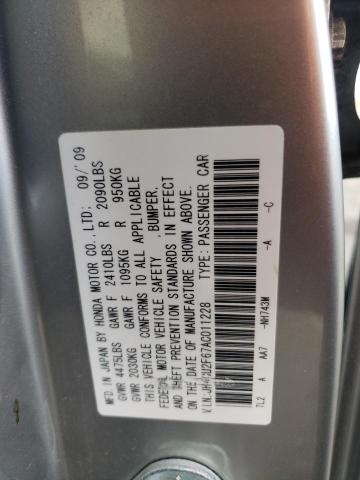 MFD. IN JAPAN BY HONDA MOTOR CO., LTD. 09/'09
GVWR 4475LBS GAWR F 2410LBS R 2090LBS
GVWR 2030KG GAWR F 1095KG R 950KG
THIS VEHICLE CONFORMS TO ALL APPLICABLE
FEDERAL MOTOR VEHICLE SAFETY, BUMPER,
AND THEFT PREVENTION STANDARDS IN EFFECT
ON THE DATE OF MANUFACTURE SHOWN ABOVE.
V.I.N.: 2F67AC011228 TYPE: PASSENGER CAR
TL2 A AA7 -NH743M -A -C